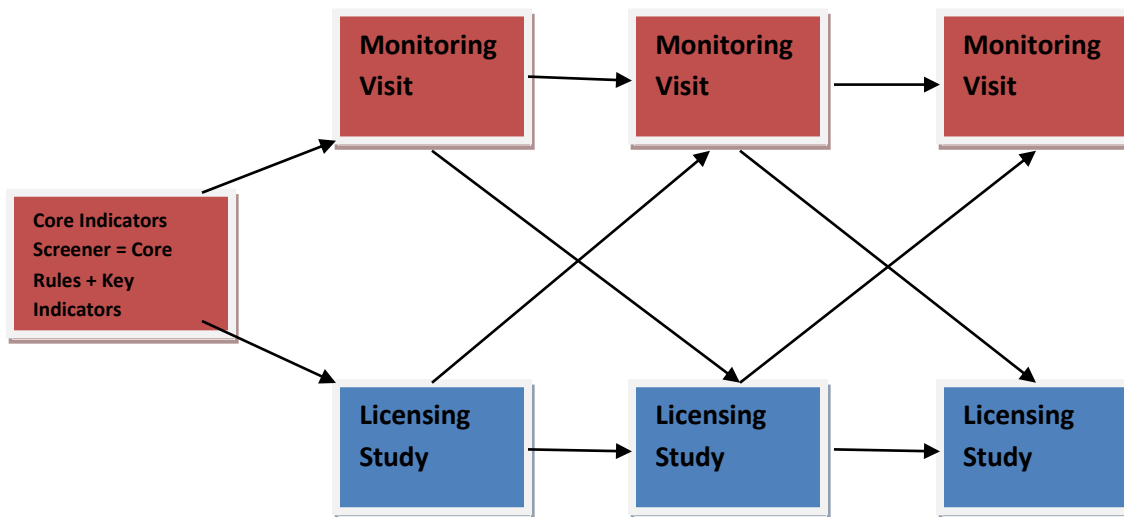 Monitoring
Visit
Monitoring
Visit
Monitoring
Visit
Core Indicators
Screener = Core
Rules + Key
Indicators
Licensing
Study
Licensing
Study
Licensing
Study